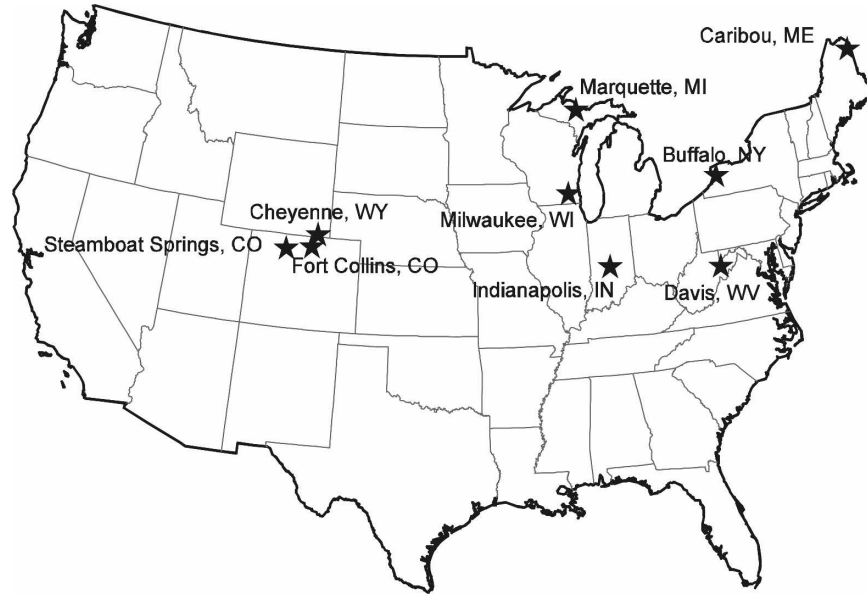 Caribou, ME
Marquette, MI
Buffalo, NY
Cheyenne, WY
Milwaukee, WI
Steamboat Springs, CO
Fort Collins, CO
Indianapolis, IN
Davis, WV